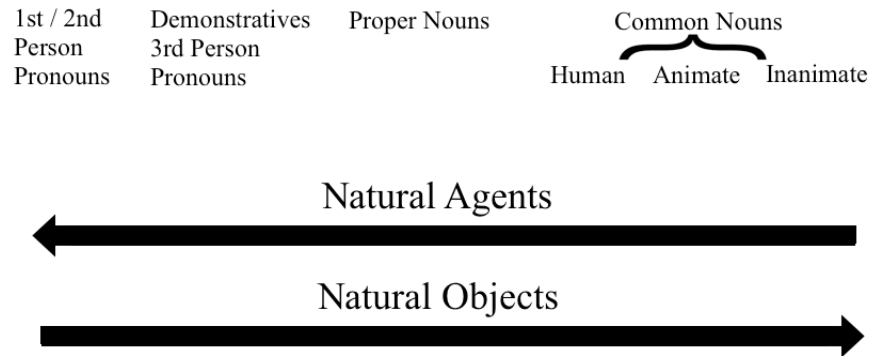 1st / 2nd
Person
Pronouns
Demonstratives
3rd Person
Pronouns
Proper Nouns
Common Nouns
Human Animate Inanimate
Natural Agents
Natural Objects